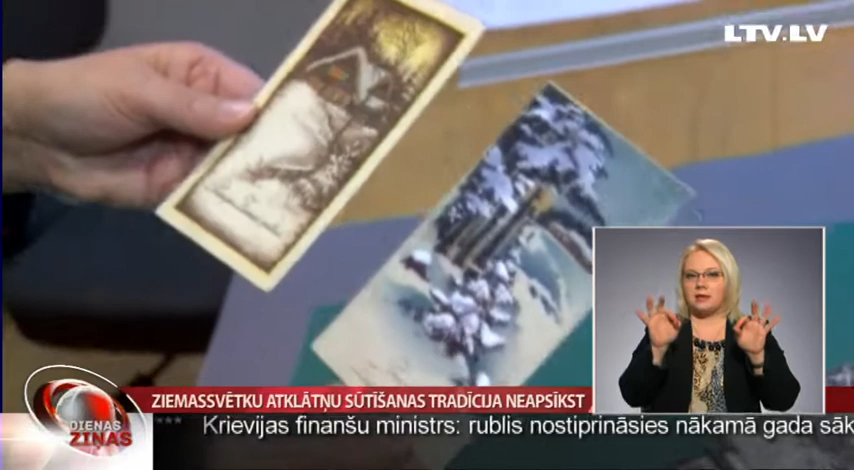 LTV.LV
ZIEMASSVĒTKU ATKLĀTŅU SŪTĪŠANAS TRADĪCIJA NEAPSĪKST
DIENAS
ZIŅAS
*** Krievijas finanšu ministrs: rublis nostiprināsies nākamā gada sāk